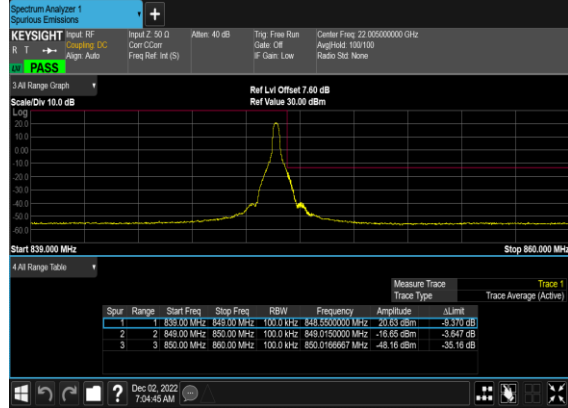 Spectrum Analyzer 1
Spurious Emissions
+
KEYSIGHT Input: RF Input Z: 50 Ω Atten: 40 dB Trig: Free Run Center Freq: 22.005000000 GHz
R T Coupling: DC Corr CCorr Gate: Off Avg|Hold: 100/100
Align: Auto Freq Ref: Int (S) IF Gain: Low Radio Std: None
PASS
3 All Range Graph
Ref Lvl Offset 7.60 dB
Scale/Div 10.0 dB Ref Value 30.00 dBm
Log
20.0
10.0
0.00
-10.0
-20.0
-30.0
-40.0
-50.0
-60.0
Start 839.000 MHz Stop 860.000 MHz
4 All Range Table
Measure Trace Trace 1
Trace Type Trace Average (Active)
Spur Range Start Freq Stop Freq RBW Frequency Amplitude ΔLimit
1 1 839.00 MHz 849.00 MHz 100.0 kHz 848.5500000 MHz 20.63 dBm -9.370 dB
2 2 849.00 MHz 850.00 MHz 100.0 kHz 849.0150000 MHz -16.65 dBm -3.647 dB
3 3 850.00 MHz 860.00 MHz 100.0 kHz 850.0166667 MHz -48.16 dBm -35.16 dB
? Dec 02, 2022
7:04:45 AM